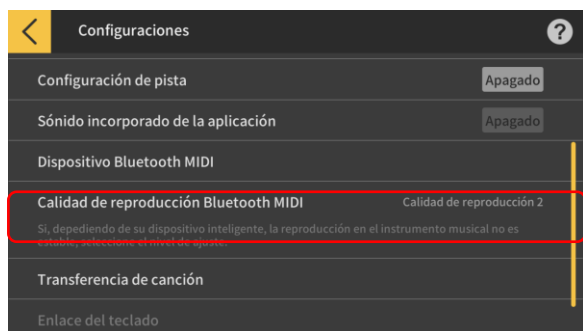 Configuraciones
?
Configuración de pista Apagado
Sónido incorporado de la aplicación Apagado
Dispositivo Bluetooth MIDI
Calidad de reproducción Bluetooth MIDI Calidad de reproducción 2
Si, depediendo de su dispositivo inteligente, la reproducción en el instrumento musical no es
estable, seleccione el nivel de ajuste.
Transferencia de canción
Enlace del teclado